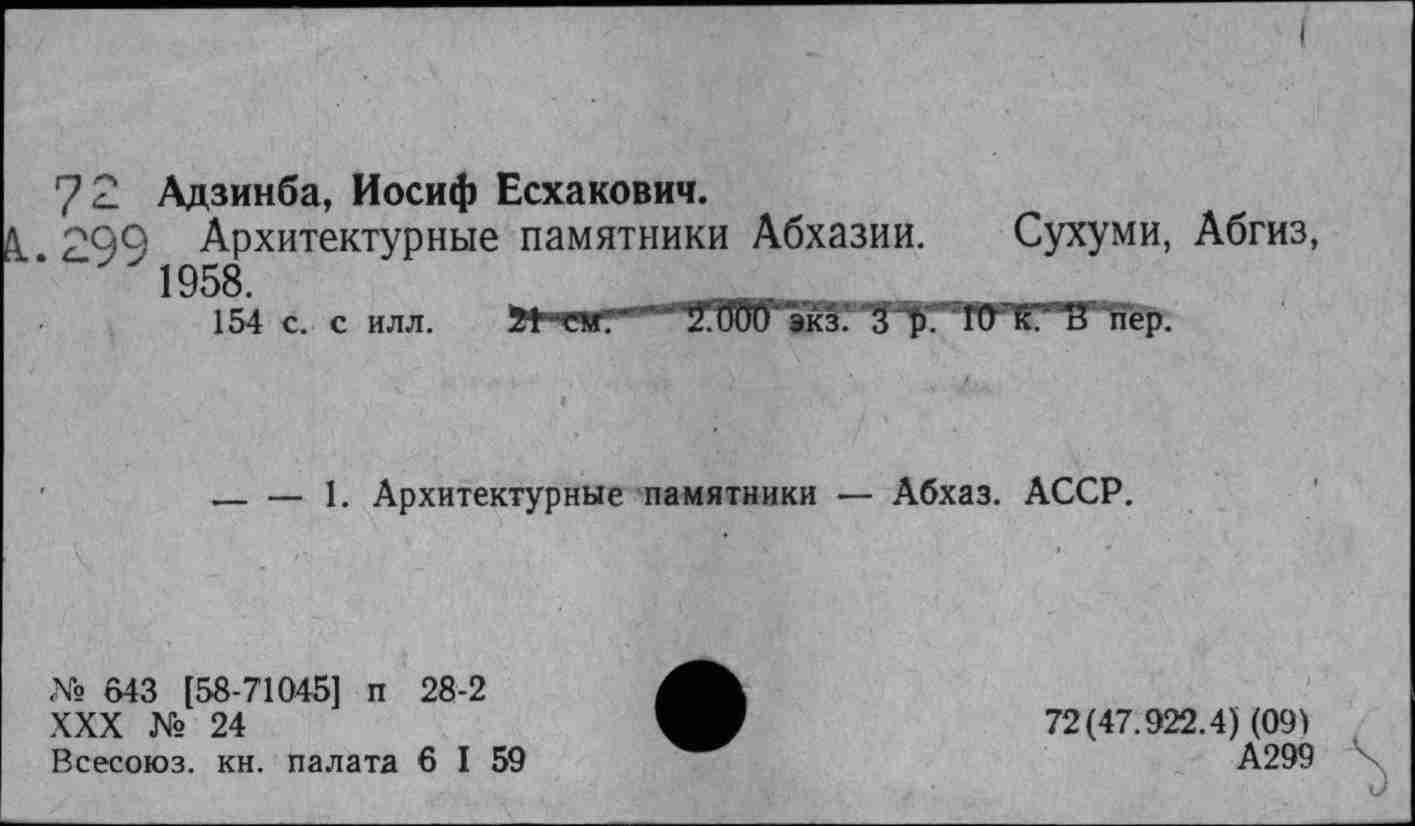 72 Адзинба, Иосиф Есхакович.
А.299 Архитектурные памятники Абхазии. Сухуми, Абгиз,
1958.
154 с. с илл. 21 см. 2.000 экз. 3 р. 10 к. В пер.
— — 1. Архитектурные памятники — Абхаз. АССР.
№ 643 [58-71045] п 28-2
XXX № 24
Всесоюз. кн. палата 6 I 59
72(47.922.4) (09)
А299